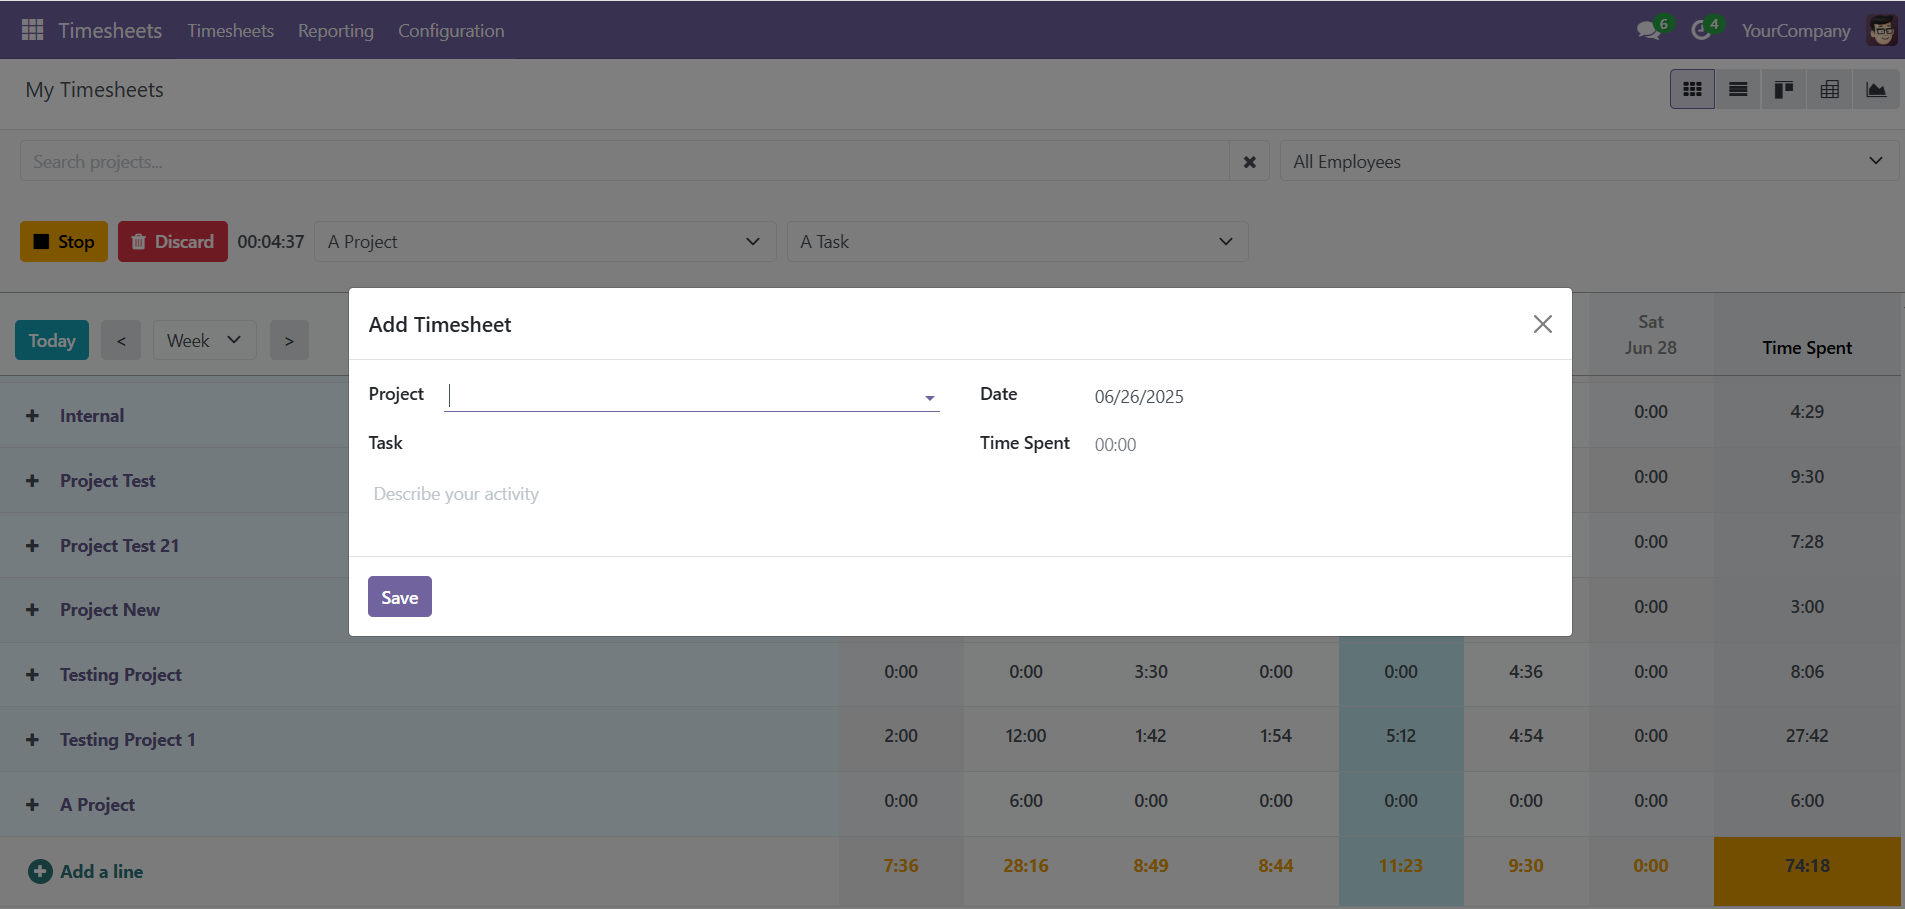 Timesheets Timesheets Reporting Configuration 6 4 YourCompany
My Timesheets
Search projects... All Employees
Stop Discard 00:04:37 A Project A Task
Add Timesheet
Today < Week > Sat
Jun 28 Time Spent
Project Date 06/26/2025
Internal 0:00 4:29
Task Time Spent 00:00
Project Test 0:00 9:30
Describe your activity
Project Test 21 0:00 7:28
Save
Project New 0:00 3:00
Testing Project 0:00 0:00 3:30 0:00 0:00 4:36 0:00 8:06
Testing Project 1 2:00 12:00 1:42 1:54 5:12 4:54 0:00 27:42
A Project 0:00 6:00 0:00 0:00 0:00 0:00 0:00 6:00
Add a line 7:36 28:16 8:49 8:44 11:23 9:30 0:00 74:18